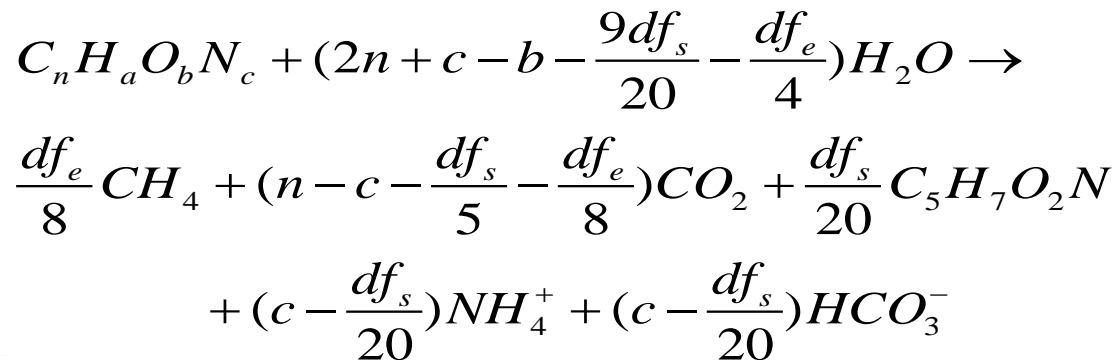 CₙHₐO_bN_c + (2n + c − b − 9dfₛ/20 − dfₑ/4)H₂O →
dfₑ/8 CH₄ + (n − c − dfₛ/5 − dfₑ/8)CO₂ + dfₛ/20 C₅H₇O₂N
+ (c − dfₛ/20)NH₄⁺ + (c − dfₛ/20)HCO₃⁻